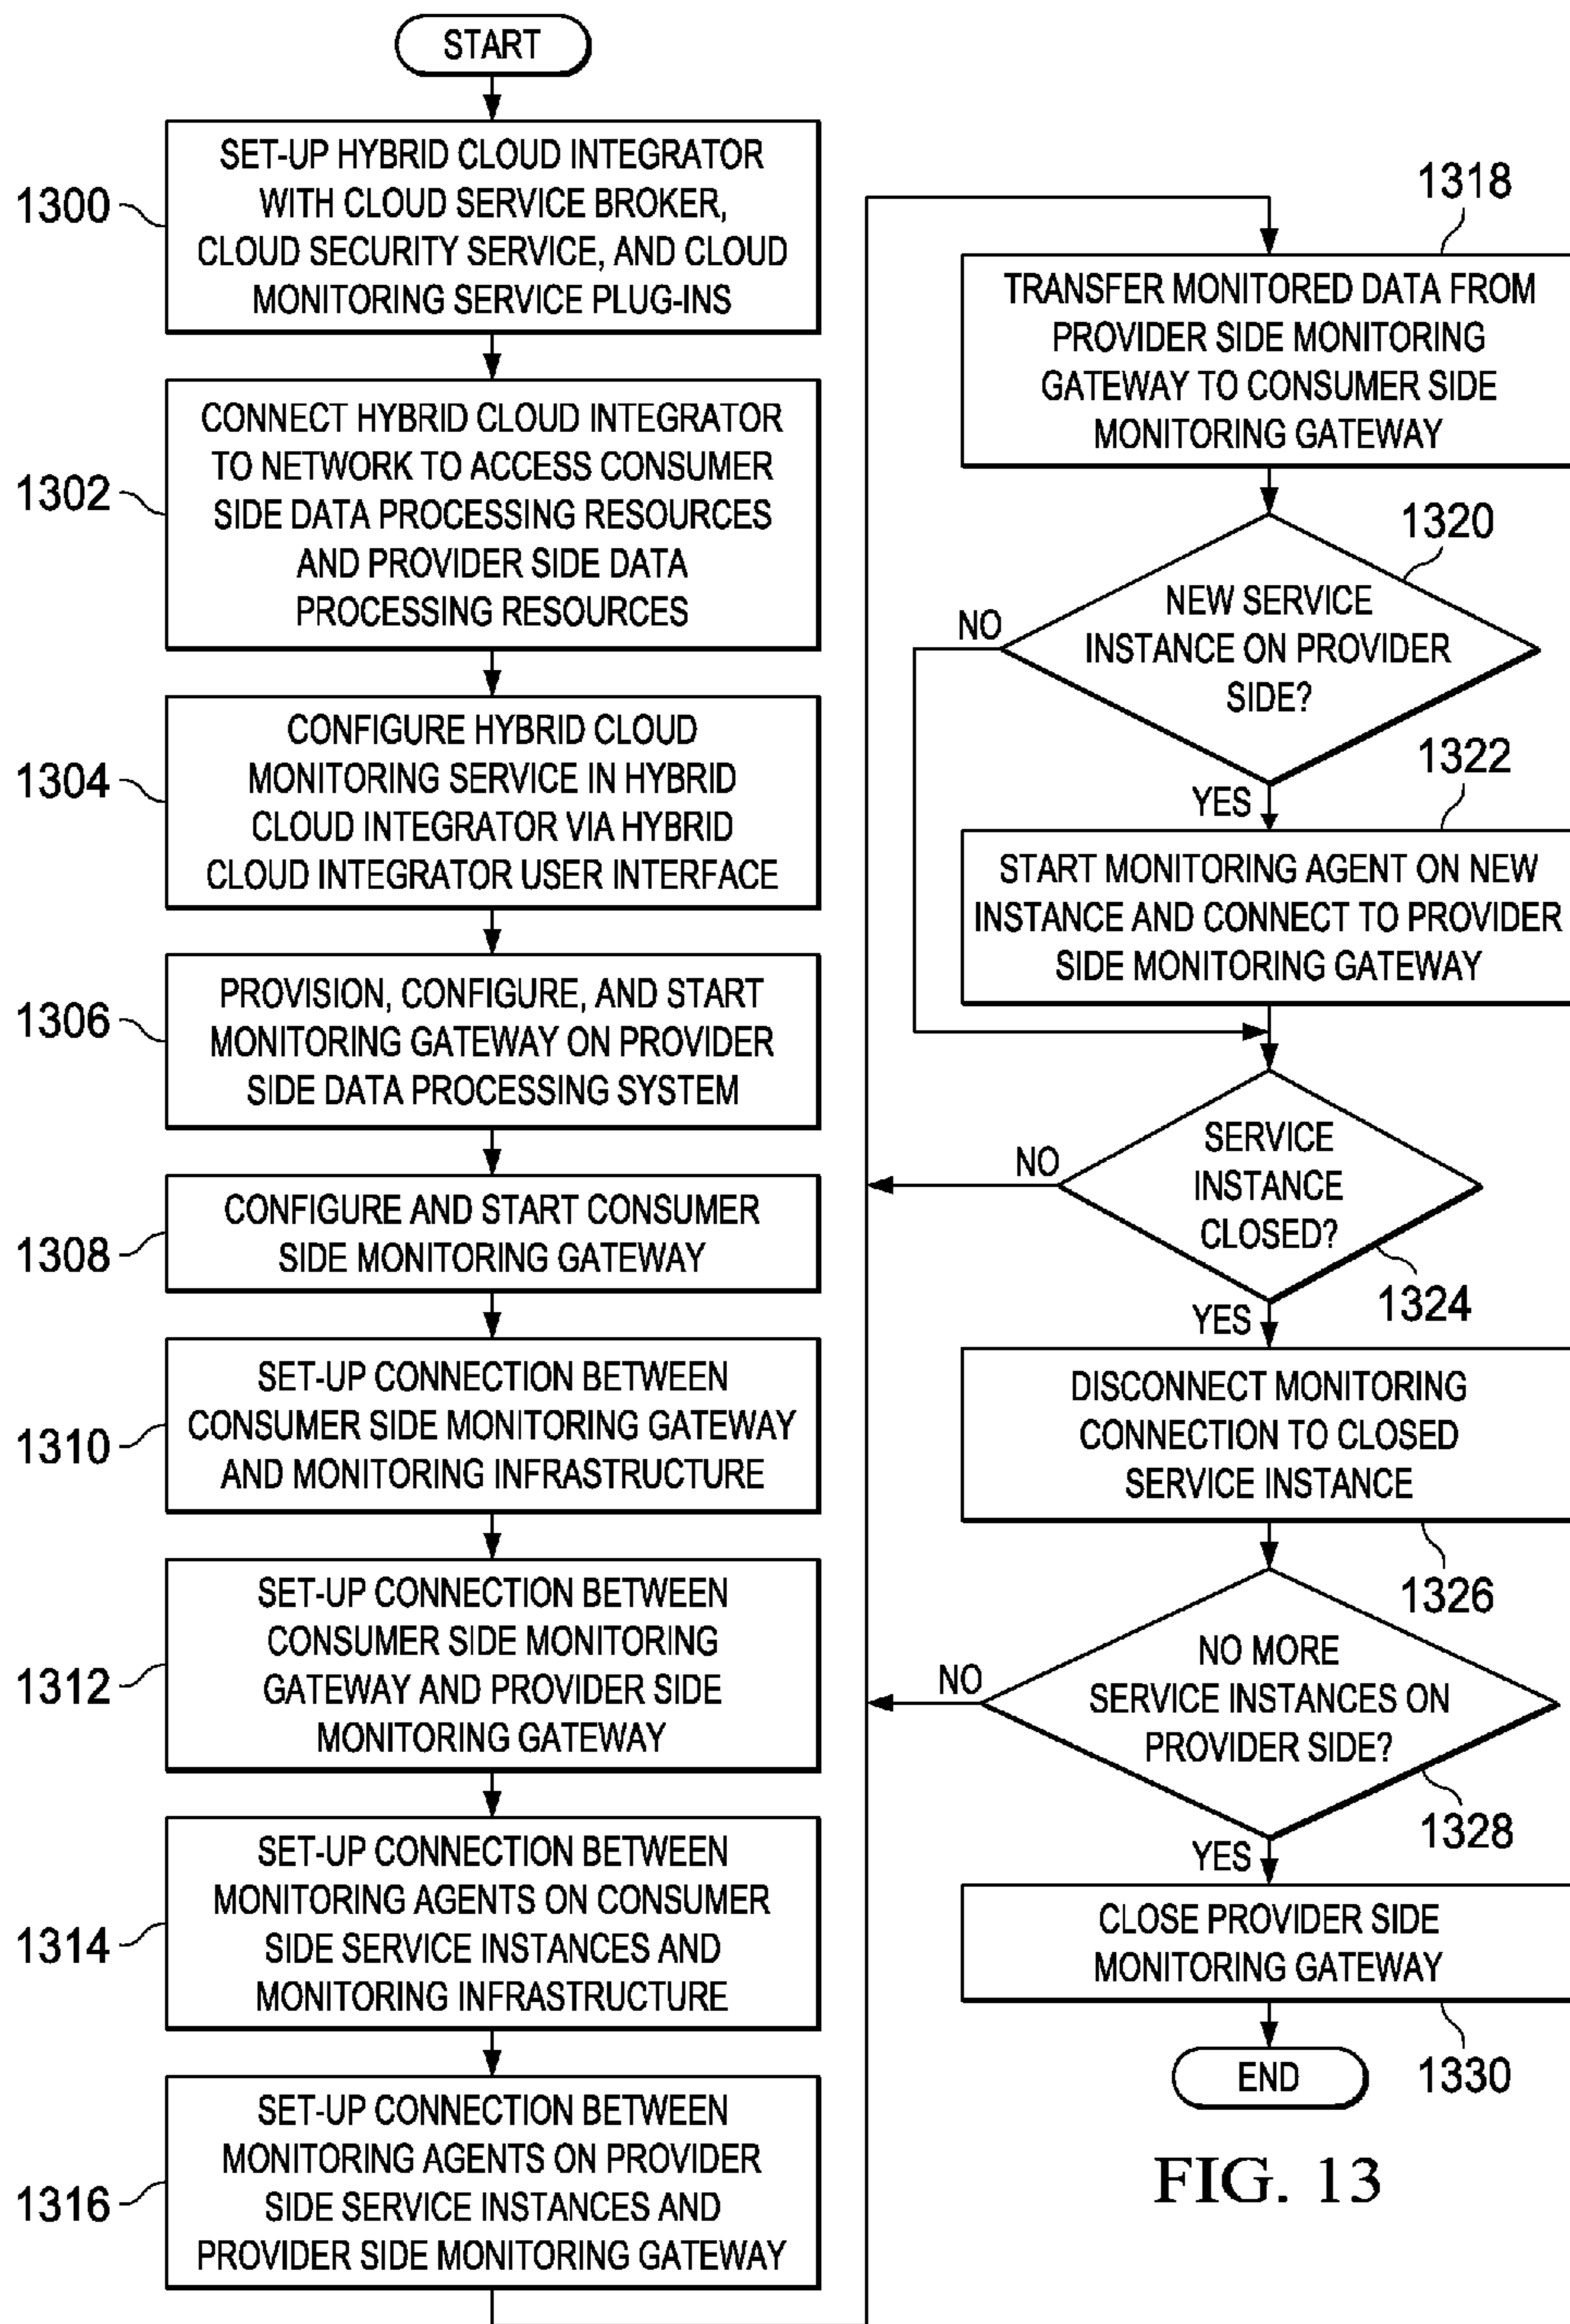 START
1300
SET-UP HYBRID CLOUD INTEGRATOR
WITH CLOUD SERVICE BROKER,
CLOUD SECURITY SERVICE, AND CLOUD
MONITORING SERVICE PLUG-INS
1302
CONNECT HYBRID CLOUD INTEGRATOR
TO NETWORK TO ACCESS CONSUMER
SIDE DATA PROCESSING RESOURCES
AND PROVIDER SIDE DATA
PROCESSING RESOURCES
1304
CONFIGURE HYBRID CLOUD
MONITORING SERVICE IN HYBRID
CLOUD INTEGRATOR VIA HYBRID
CLOUD INTEGRATOR USER INTERFACE
1306
PROVISION, CONFIGURE, AND START
MONITORING GATEWAY ON PROVIDER
SIDE DATA PROCESSING SYSTEM
1308
CONFIGURE AND START CONSUMER
SIDE MONITORING GATEWAY
1310
SET-UP CONNECTION BETWEEN
CONSUMER SIDE MONITORING GATEWAY
AND MONITORING INFRASTRUCTURE
1312
SET-UP CONNECTION BETWEEN
CONSUMER SIDE MONITORING
GATEWAY AND PROVIDER SIDE
MONITORING GATEWAY
1314
SET-UP CONNECTION BETWEEN
MONITORING AGENTS ON CONSUMER
SIDE SERVICE INSTANCES AND
MONITORING INFRASTRUCTURE
1316
SET-UP CONNECTION BETWEEN
MONITORING AGENTS ON PROVIDER
SIDE SERVICE INSTANCES AND
PROVIDER SIDE MONITORING GATEWAY
1318
TRANSFER MONITORED DATA FROM
PROVIDER SIDE MONITORING
GATEWAY TO CONSUMER SIDE
MONITORING GATEWAY
1320
NEW SERVICE
INSTANCE ON PROVIDER
SIDE?
NO
YES
1322
START MONITORING AGENT ON NEW
INSTANCE AND CONNECT TO PROVIDER
SIDE MONITORING GATEWAY
SERVICE
INSTANCE
CLOSED?
NO
1324
YES
DISCONNECT MONITORING
CONNECTION TO CLOSED
SERVICE INSTANCE
1326
NO MORE
SERVICE INSTANCES ON
PROVIDER SIDE?
NO
1328
YES
CLOSE PROVIDER SIDE
MONITORING GATEWAY
1330
END
FIG. 13